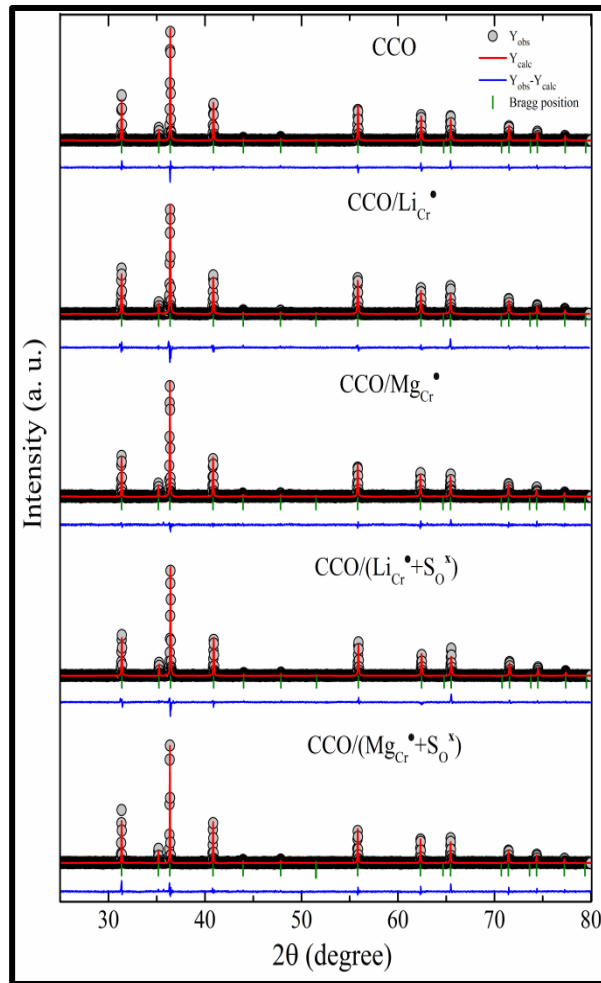 CCO
Y_obs
Y_calc
Y_obs-Y_calc
Bragg position
CCO/Li_Cr^•
CCO/Mg_Cr^•
CCO/(Li_Cr^•+S_O^x)
CCO/(Mg_Cr^•+S_O^x)
Intensity (a. u.)
30 40 50 60 70 80
2θ (degree)